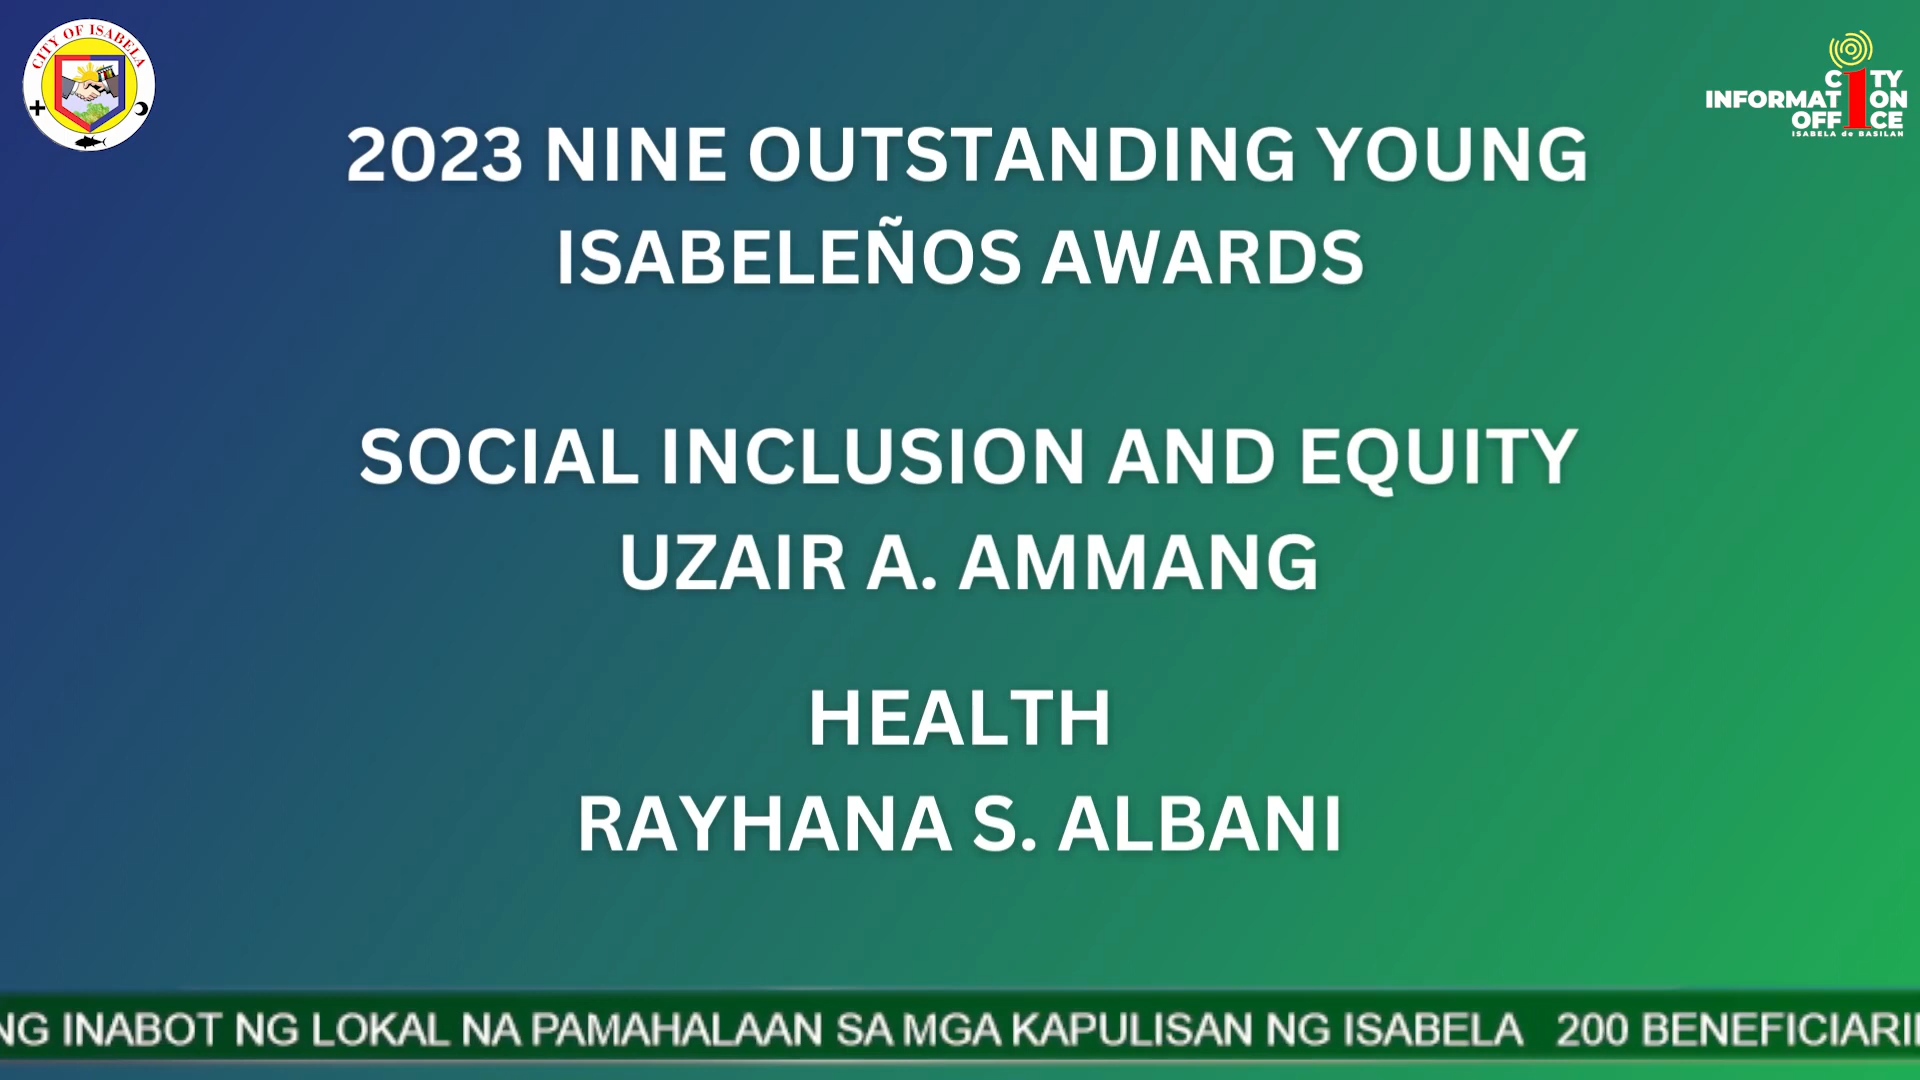 CITY OF ISABELA
CITY
INFORMATION
OFFICE
ISABELA de BASILAN
2023 NINE OUTSTANDING YOUNG
ISABELEÑOS AWARDS
SOCIAL INCLUSION AND EQUITY
UZAIR A. AMMANG
HEALTH
RAYHANA S. ALBANI
NG INABOT NG LOKAL NA PAMAHALAAN SA MGA KAPULISAN NG ISABELA 200 BENEFICIARI